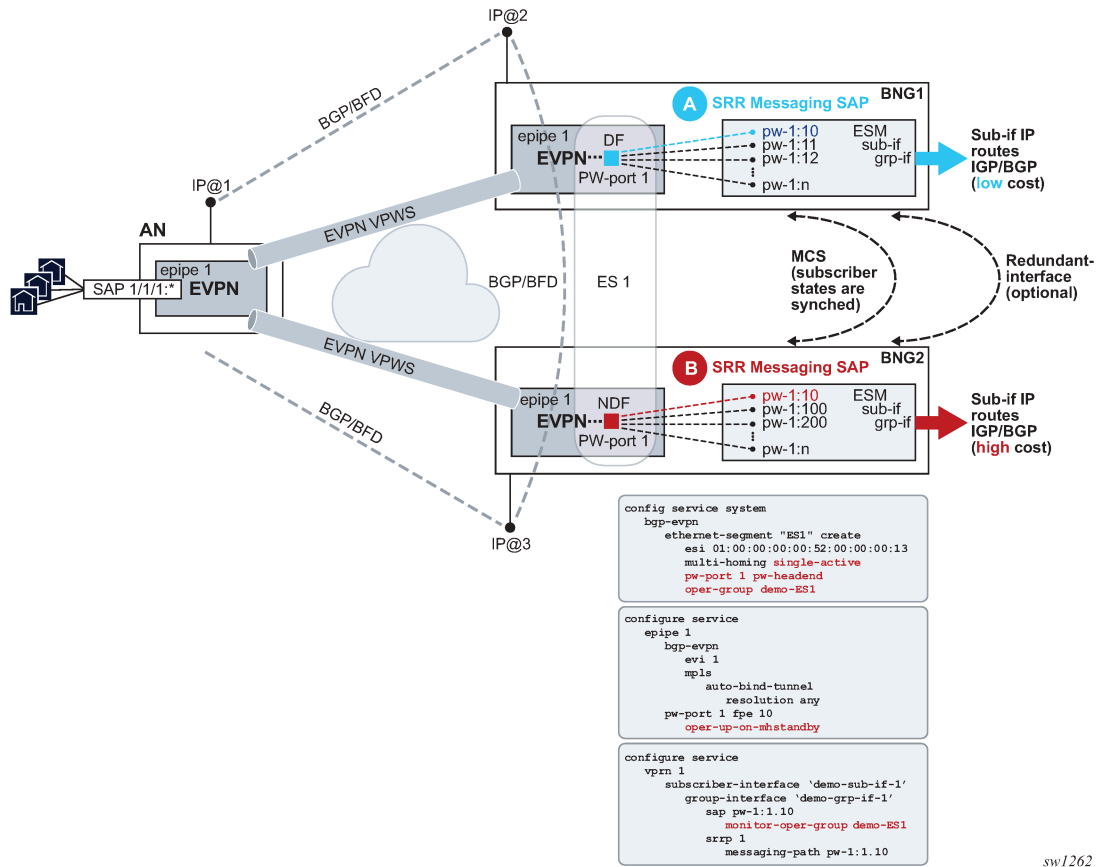 IP@2
BGP/BFD
IP@1
AN
epipe 1
SAP 1/1/1:*
EVPN
EVPN VPWS
EVPN VPWS
BGP/BFD
BGP/BFD
IP@3
BNG1
A
SRR Messaging SAP
epipe 1
EVPN
DF
PW-port 1
pw-1:10
pw-1:11
pw-1:12
pw-1:n
ESM
sub-if
grp-if
Sub-if IP
routes
IGP/BGP
(low cost)
ES 1
MCS
(subscriber
states are
synched)
Redundant-
interface
(optional)
BNG2
B
SRR Messaging SAP
epipe 1
EVPN
NDF
PW-port 1
pw-1:10
pw-1:100
pw-1:200
pw-1:n
ESM
sub-if
grp-if
Sub-if IP
routes
IGP/BGP
(high cost)
config service system
bgp-evpn
ethernet-segment "ES1" create
esi 01:00:00:00:00:52:00:00:00:13
multi-homing single-active
pw-port 1 pw-headend
oper-group demo-ES1
configure service
epipe 1
bgp-evpn
evi 1
mpls
auto-bind-tunnel
resolution any
pw-port 1 fpe 10
oper-up-on-mhstandby
configure service
vprn 1
subscriber-interface ‘demo-sub-if-1’
group-interface ‘demo-grp-if-1’
sap pw-1:1.10
monitor-oper-group demo-ES1
srrp 1
messaging-path pw-1:1.10
sw1262